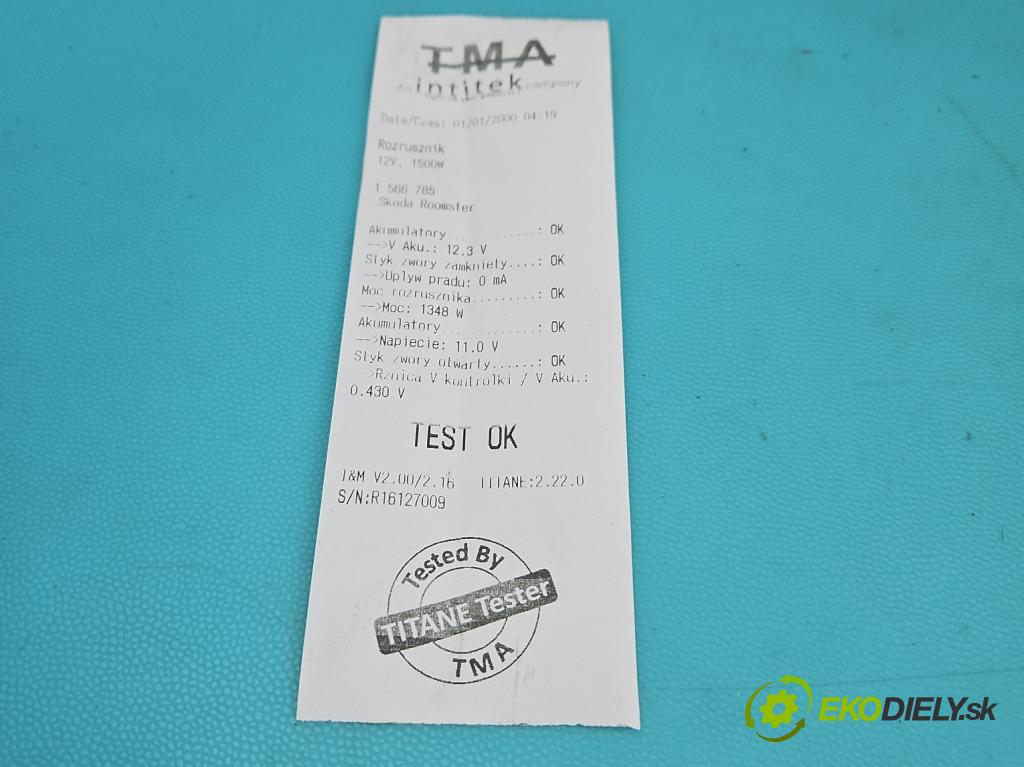 TMA
An intitek company
Data/Czas: 01/01/2000 04:19
Rozrusznik
12V, 1500W
1 566 785
Skoda Roomster
Akumulatory.............: OK
-->V Aku.: 12.3 V
Styk zwory zamkniety....: OK
-->Uplyw pradu: 0 mA
Moc rozrusznika.........: OK
-->Moc: 1348 W
Akumulatory.............: OK
-->Napiecie: 11.0 V
Styk zwory otwarty......: OK
-->Rznica V kontrolki / V Aku.:
0.430 V
TEST OK
I&M V2.00/2.16 TITANE:2.22.0
S/N:R16127009
Tested By
TITANE Tester
TMA
EKODIELY.sk